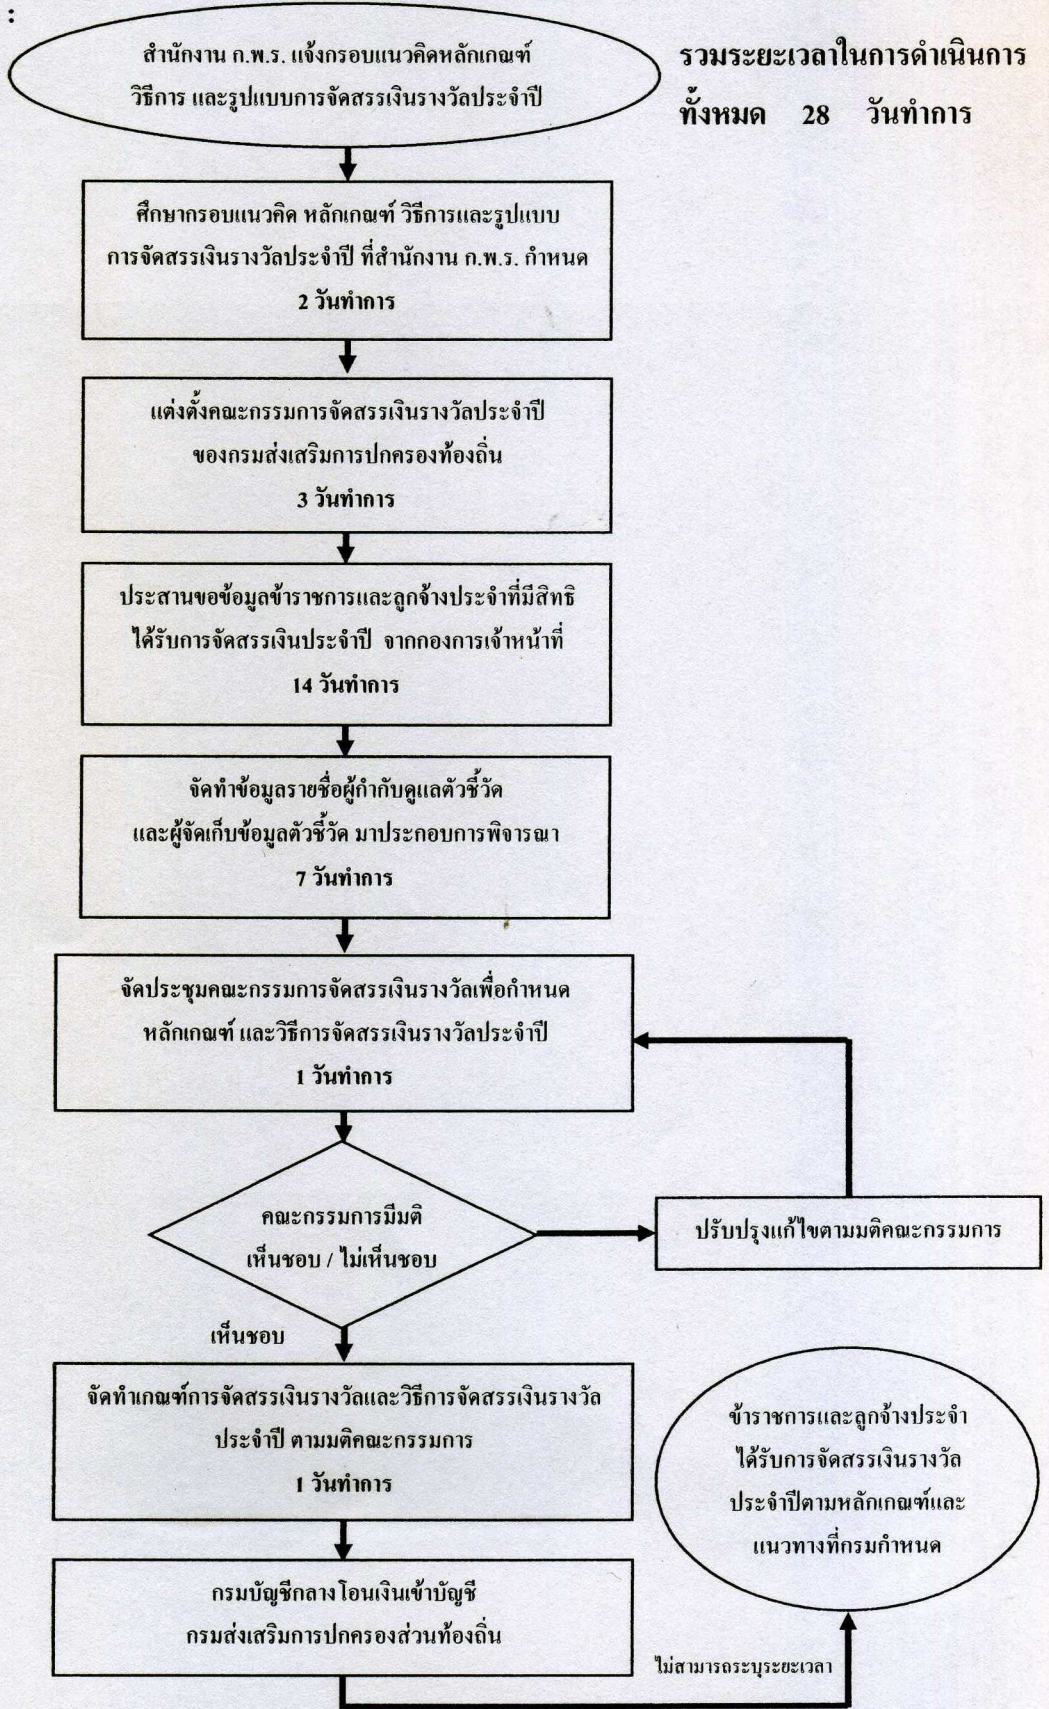 :
สำนักงาน ก.พ.ร. แจ้งกรอบแนวคิดหลักเกณฑ์
วิธีการ และรูปแบบการจัดสรรเงินรางวัลประจำปี
รวมระยะเวลาในการดำเนินการ
ทั้งหมด 28 วันทำการ
ศึกษากรอบแนวคิด หลักเกณฑ์ วิธีการและรูปแบบ
การจัดสรรเงินรางวัลประจำปี ที่สำนักงาน ก.พ.ร. กำหนด
2 วันทำการ
แต่งตั้งคณะกรรมการจัดสรรเงินรางวัลประจำปี
ของกรมส่งเสริมการปกครองท้องถิ่น
3 วันทำการ
ประสานขอข้อมูลข้าราชการและลูกจ้างประจำที่มีสิทธิ
ได้รับการจัดสรรเงินประจำปี จากกองการเจ้าหน้าที่
14 วันทำการ
จัดทำข้อมูลรายชื่อผู้กำกับดูแลตัวชี้วัด
และผู้จัดเก็บข้อมูลตัวชี้วัด มาประกอบการพิจารณา
7 วันทำการ
จัดประชุมคณะกรรมการจัดสรรเงินรางวัลเพื่อกำหนด
หลักเกณฑ์ และวิธีการจัดสรรเงินรางวัลประจำปี
1 วันทำการ
คณะกรรมการมีมติ
เห็นชอบ / ไม่เห็นชอบ
ปรับปรุงแก้ไขตามมติคณะกรรมการ
เห็นชอบ
จัดทำเกณฑ์การจัดสรรเงินรางวัลและวิธีการจัดสรรเงินรางวัล
ประจำปี ตามมติคณะกรรมการ
1 วันทำการ
ข้าราชการและลูกจ้างประจำ
ได้รับการจัดสรรเงินรางวัล
ประจำปีตามหลักเกณฑ์และ
แนวทางที่กรมกำหนด
กรมบัญชีกลางโอนเงินเข้าบัญชี
กรมส่งเสริมการปกครองส่วนท้องถิ่น
ไม่สามารถระบุระยะเวลา